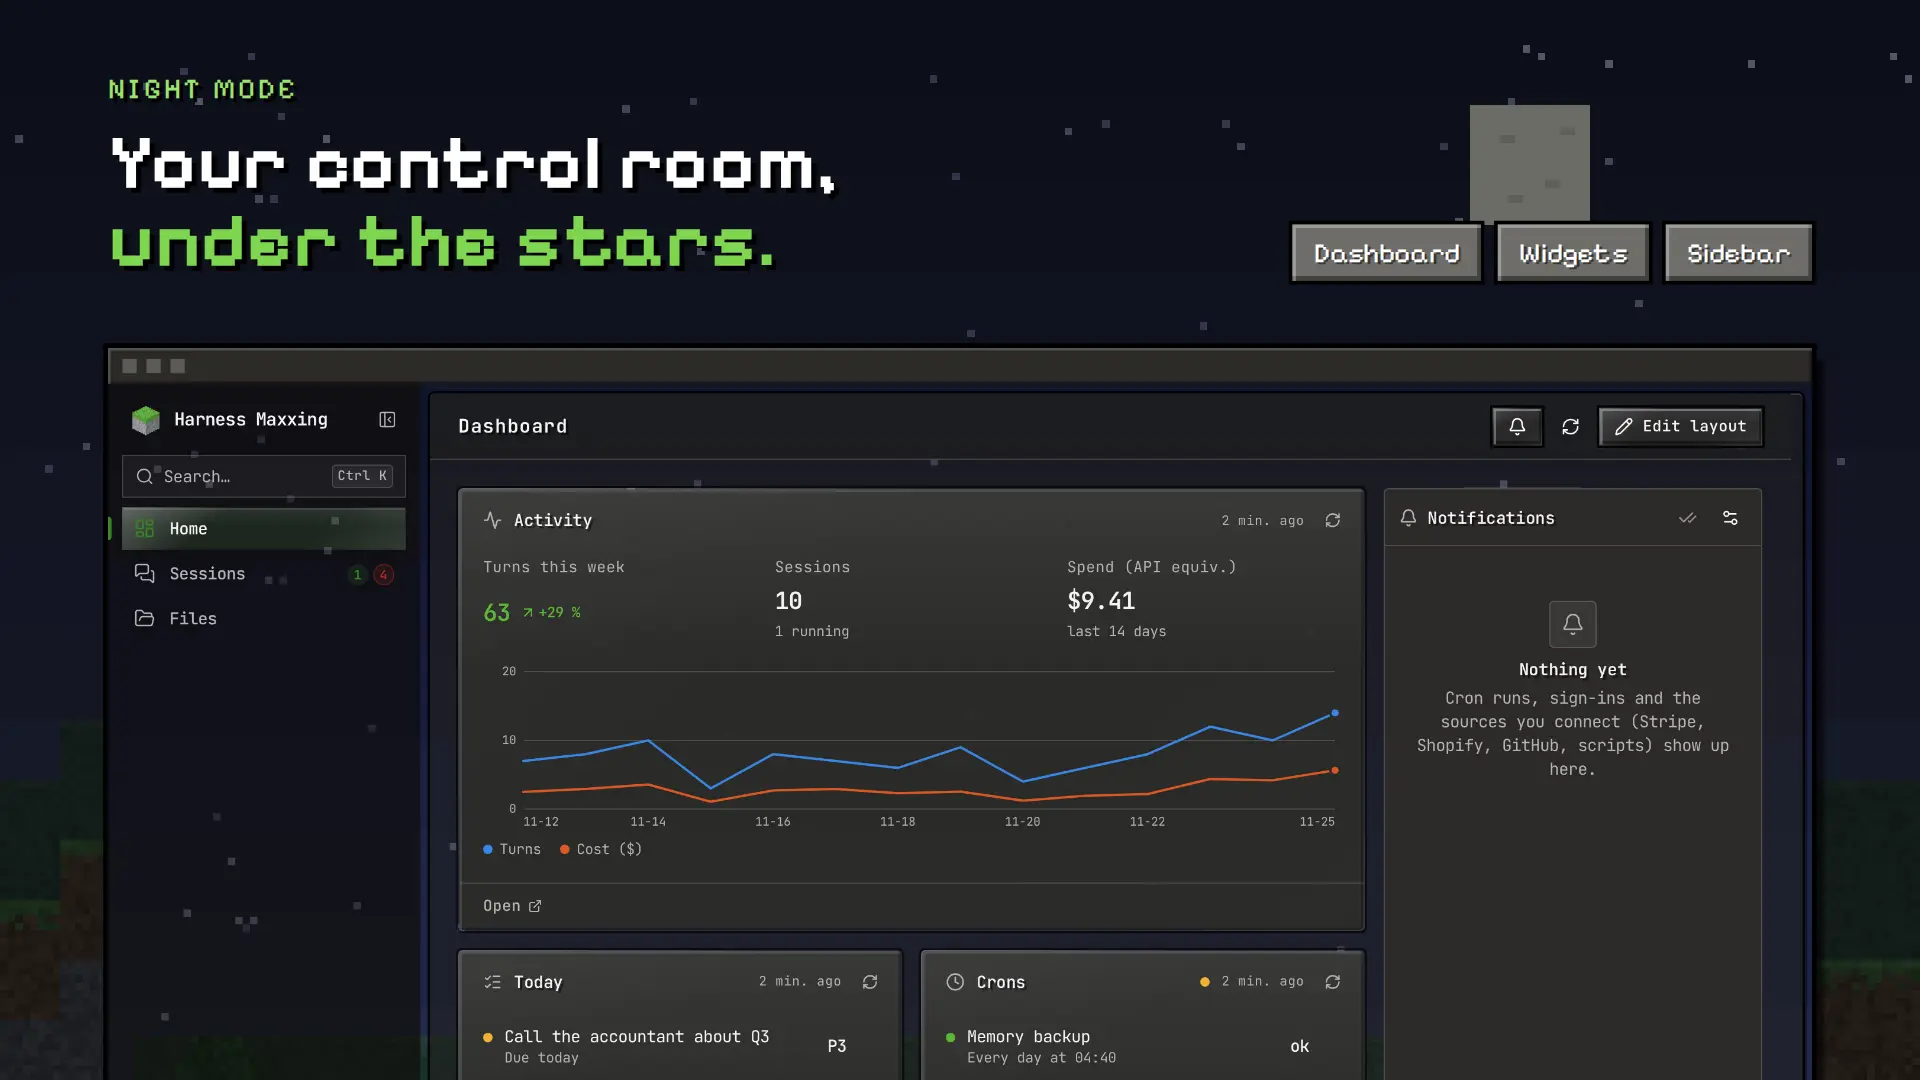 NIGHT MODE
Your control room,
under the stars.
Dashboard
Widgets
Sidebar
Harness Maxxing
Search…
Ctrl K
Home
Sessions
1
4
Files
Dashboard
Edit layout
Activity
2 min. ago
Turns this week
63
+29 %
Sessions
10
1 running
Spend (API equiv.)
$9.41
last 14 days
20
10
0
11-12
11-14
11-16
11-18
11-20
11-22
11-25
Turns
Cost ($)
Open
Notifications
Nothing yet
Cron runs, sign-ins and the
sources you connect (Stripe,
Shopify, GitHub, scripts) show up
here.
Today
2 min. ago
Call the accountant about Q3
Due today
P3
Crons
2 min. ago
Memory backup
Every day at 04:40
ok